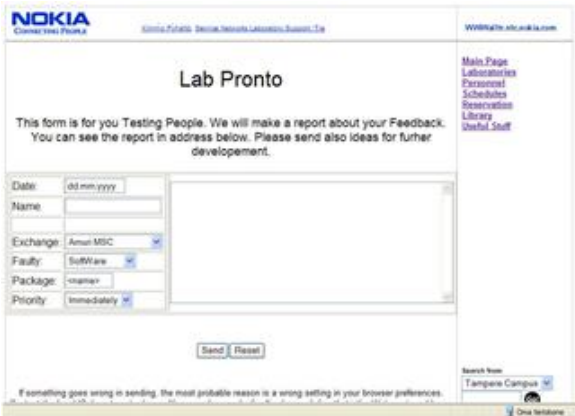 NOKIA
CONNECTING PEOPLE
Lab Pronto
This form is for you Testing People. We will make a report about your Feedback.
You can see the report in address below. Please send also ideas for furher
developement.
Date: dd.mm.yyyy
Name:
Exchange: Amuri MSC
Faulty: SoftWare
Package: <name>
Priority Immediately
Send Reset
If something goes wrong in sending, the most probable reason is a wrong setting in your browser preferences.
Main Page
Laboratories
Personnel
Schedules
Reservation
Library
Useful Stuff
Search from
Tampere Campus
Oma tietokone